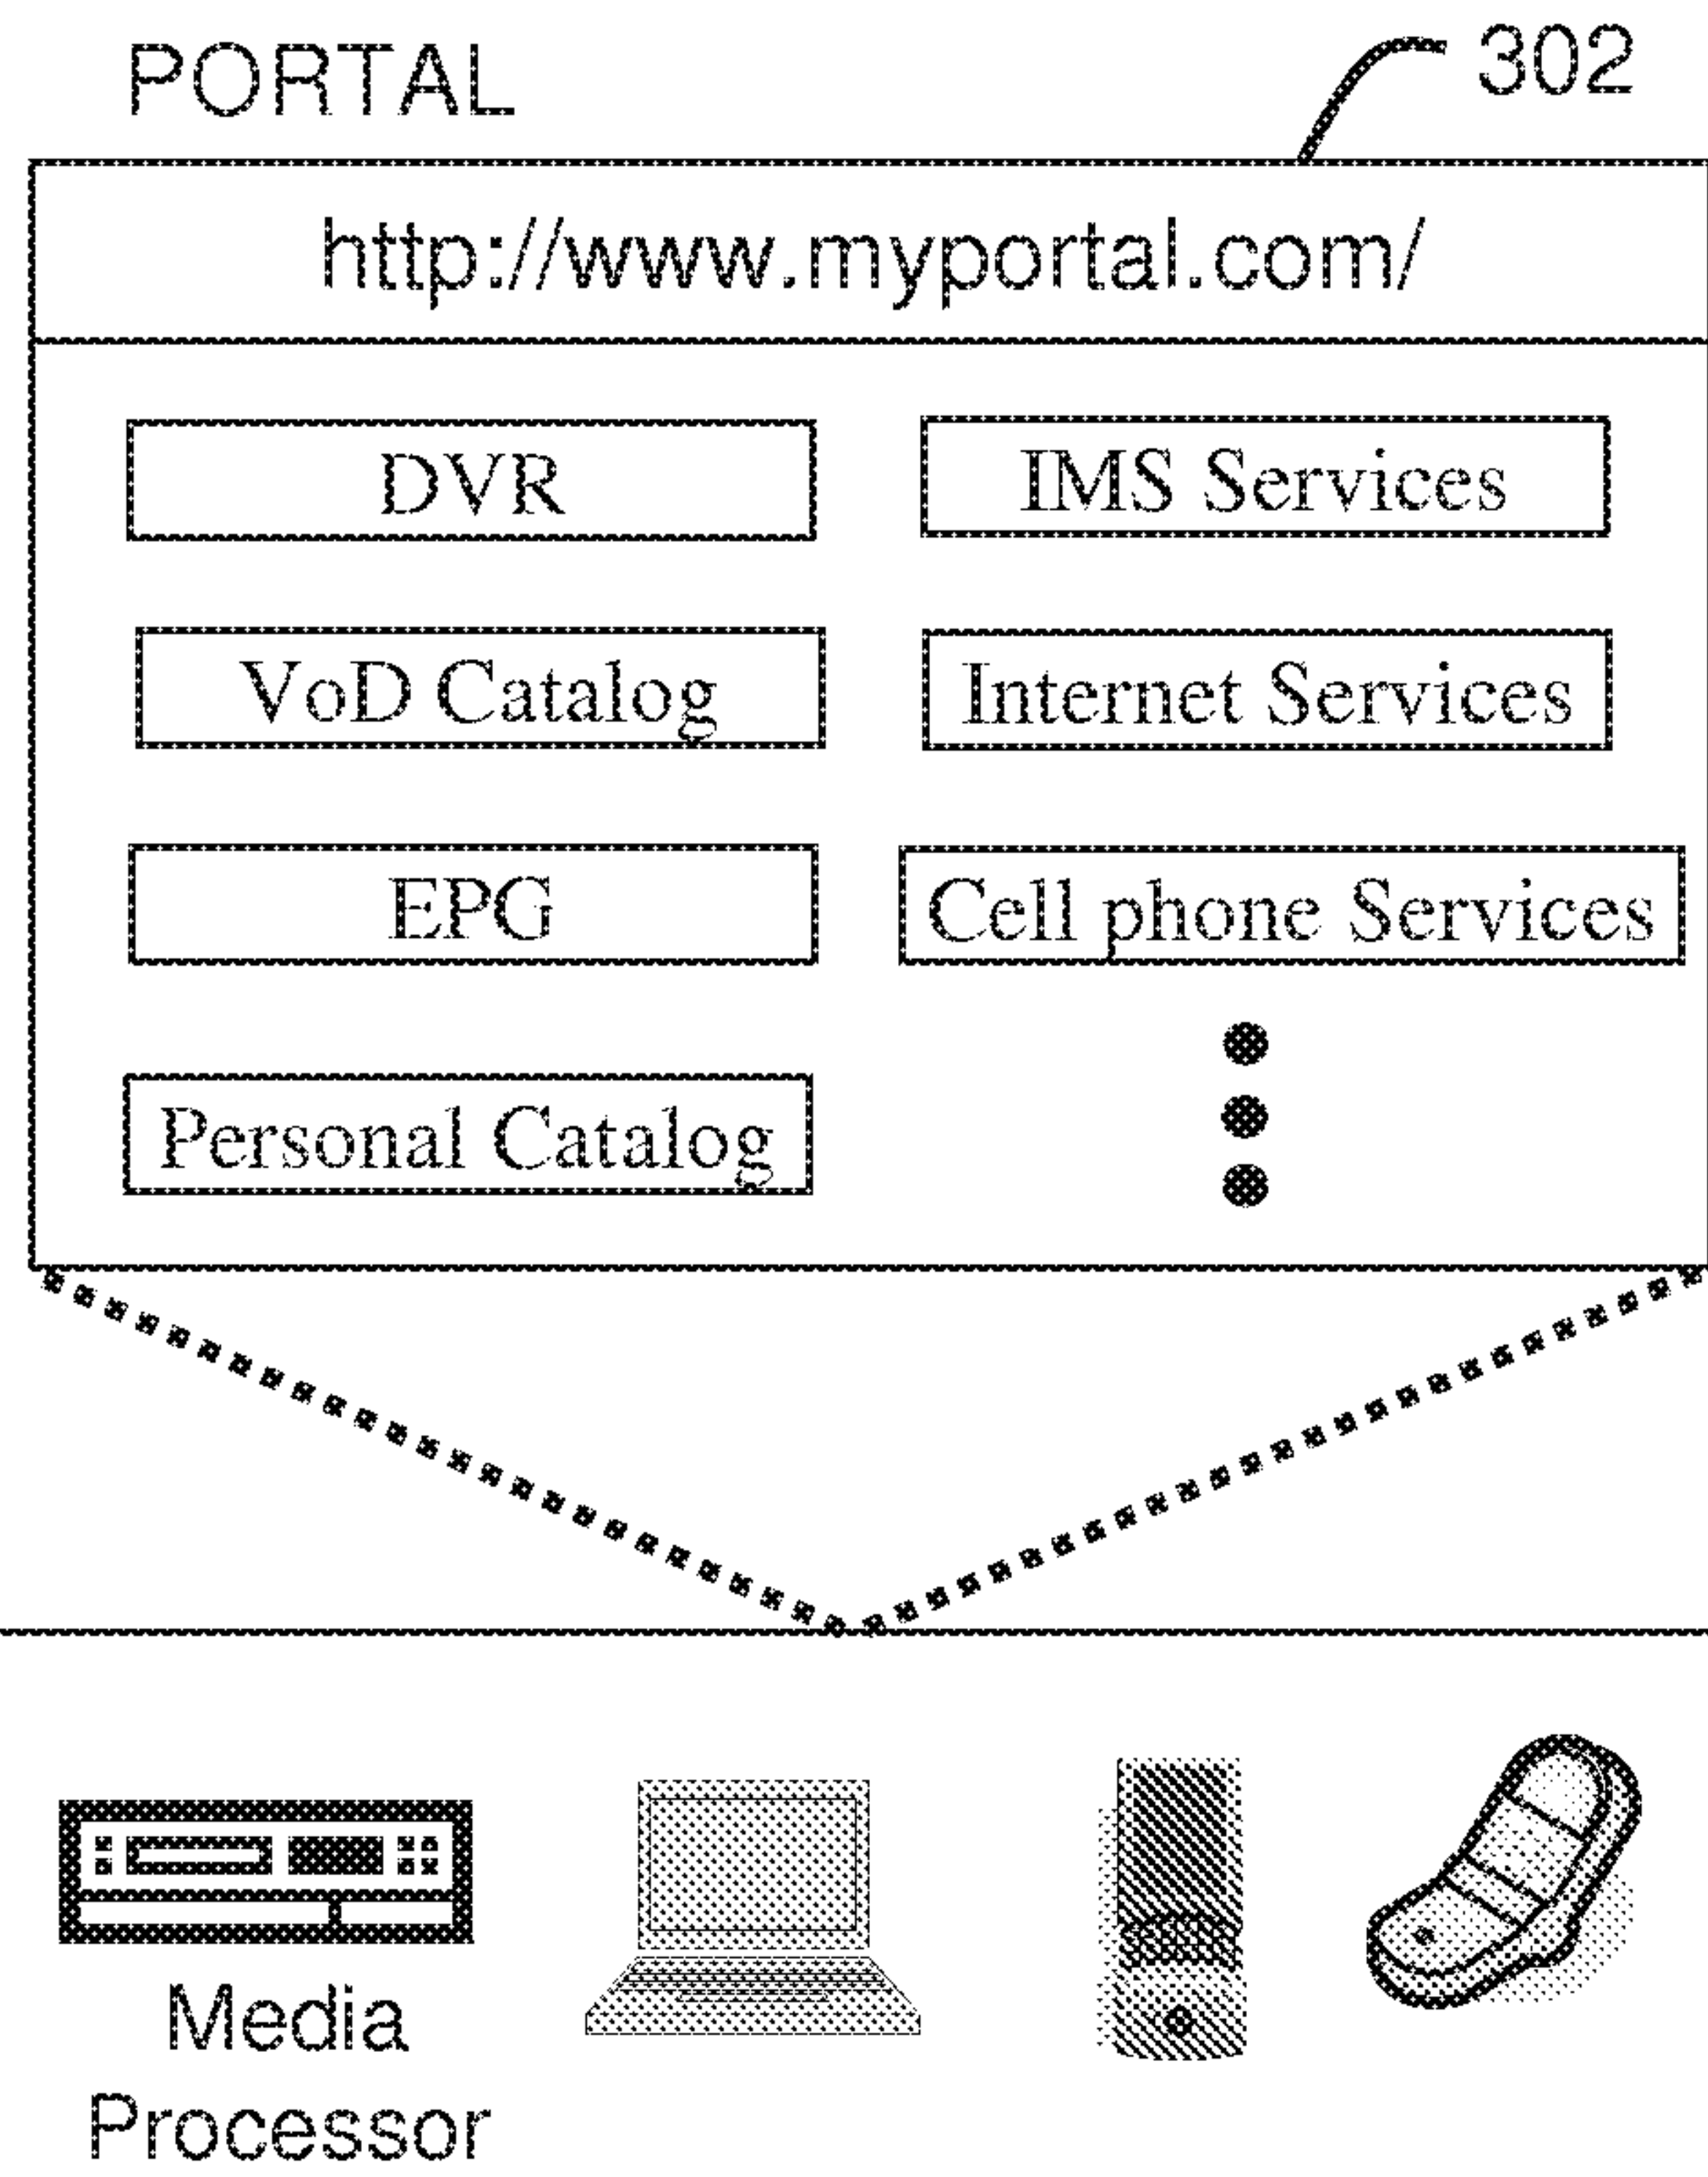 PORTAL
302
http://www.myportal.com/
DVR
IMS Services
VoD Catalog
Internet Services
EPG
Cell phone Services
Personal Catalog
Media
Processor